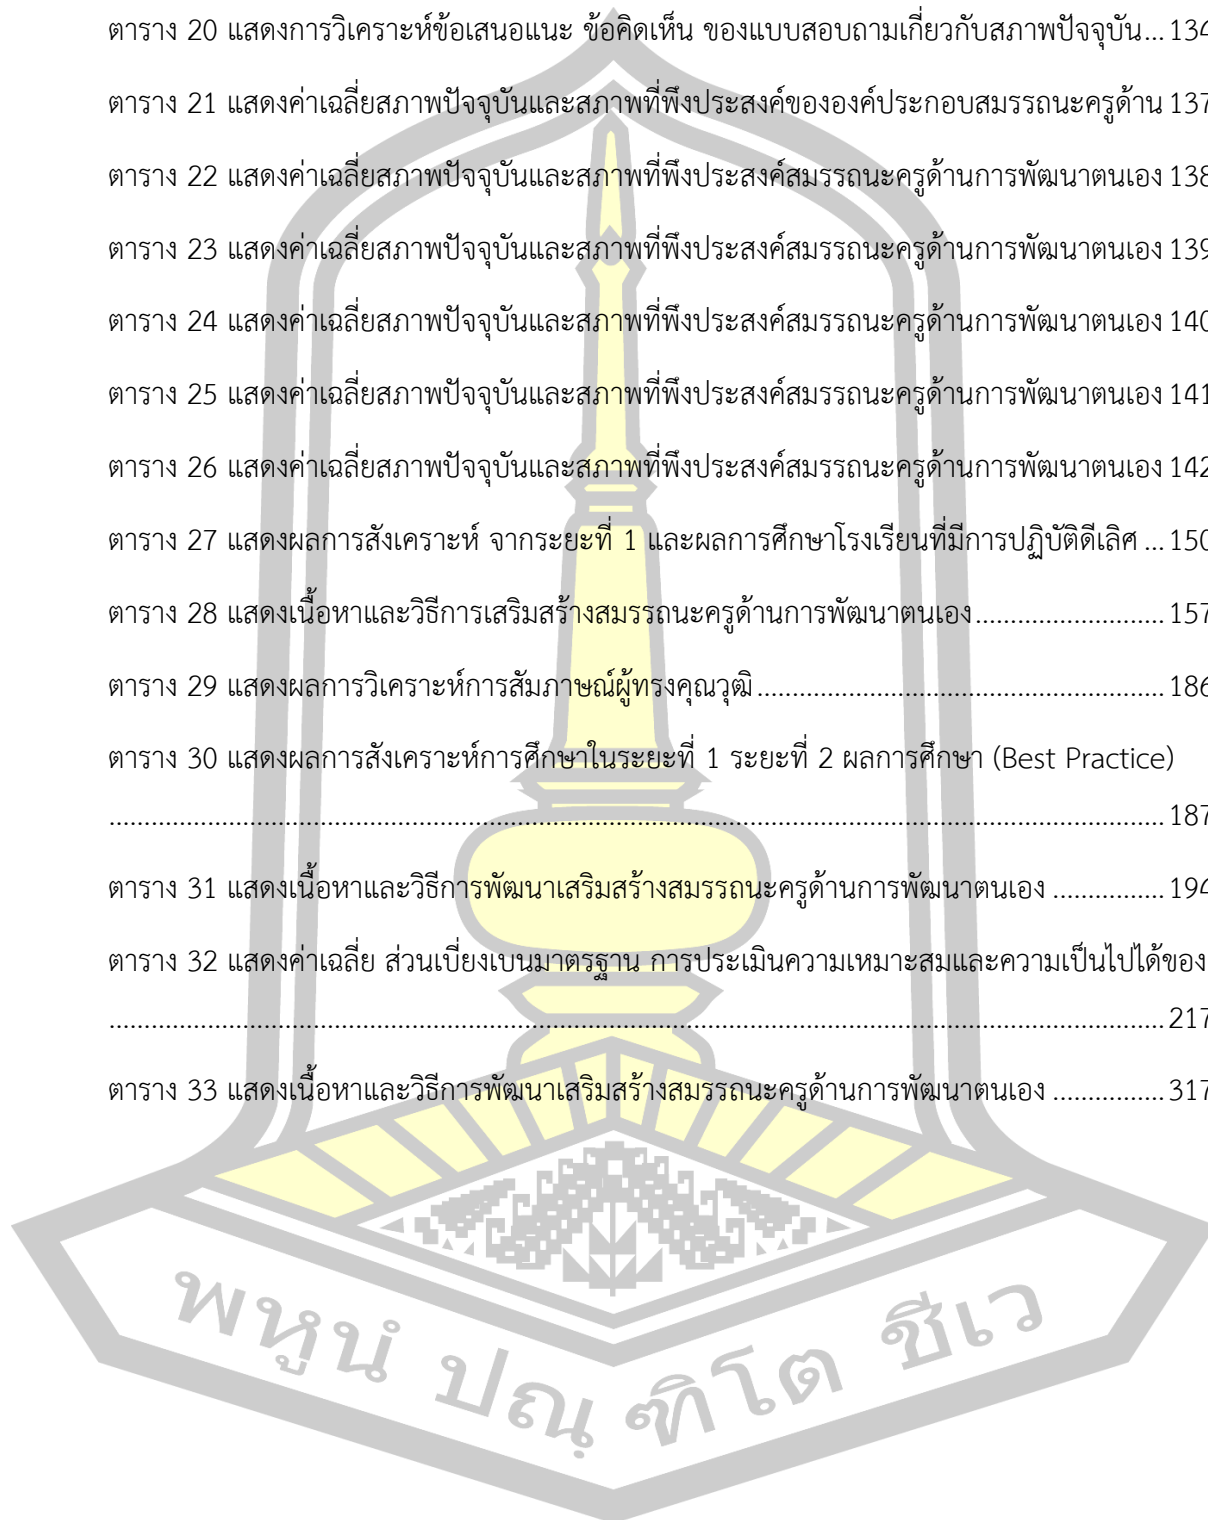 ตาราง 20 แสดงการวิเคราะห์ข้อเสนอแนะ ข้อคิดเห็น ของแบบสอบถามเกี่ยวกับสภาพปัจจุบัน... 134
ตาราง 21 แสดงค่าเฉลี่ยสภาพปัจจุบันและสภาพที่พึงประสงค์ขององค์ประกอบสมรรถนะครูด้าน 137
ตาราง 22 แสดงค่าเฉลี่ยสภาพปัจจุบันและสภาพที่พึงประสงค์สมรรถนะครูด้านการพัฒนาตนเอง 138
ตาราง 23 แสดงค่าเฉลี่ยสภาพปัจจุบันและสภาพที่พึงประสงค์สมรรถนะครูด้านการพัฒนาตนเอง 139
ตาราง 24 แสดงค่าเฉลี่ยสภาพปัจจุบันและสภาพที่พึงประสงค์สมรรถนะครูด้านการพัฒนาตนเอง 140
ตาราง 25 แสดงค่าเฉลี่ยสภาพปัจจุบันและสภาพที่พึงประสงค์สมรรถนะครูด้านการพัฒนาตนเอง 141
ตาราง 26 แสดงค่าเฉลี่ยสภาพปัจจุบันและสภาพที่พึงประสงค์สมรรถนะครูด้านการพัฒนาตนเอง 142
ตาราง 27 แสดงผลการสังเคราะห์ จากระยะที่ 1 และผลการศึกษาโรงเรียนที่มีการปฏิบัติดีเลิศ ... 150
ตาราง 28 แสดงเนื้อหาและวิธีการเสริมสร้างสมรรถนะครูด้านการพัฒนาตนเอง ........................... 157
ตาราง 29 แสดงผลการวิเคราะห์การสัมภาษณ์ผู้ทรงคุณวุฒิ .......................................................... 186
ตาราง 30 แสดงผลการสังเคราะห์การศึกษาในระยะที่ 1 ระยะที่ 2 ผลการศึกษา (Best Practice)
...................................................................................................................................................... 187
ตาราง 31 แสดงเนื้อหาและวิธีการพัฒนาเสริมสร้างสมรรถนะครูด้านการพัฒนาตนเอง ................ 194
ตาราง 32 แสดงค่าเฉลี่ย ส่วนเบี่ยงเบนมาตรฐาน การประเมินความเหมาะสมและความเป็นไปได้ของ
...................................................................................................................................................... 217
ตาราง 33 แสดงเนื้อหาและวิธีการพัฒนาเสริมสร้างสมรรถนะครูด้านการพัฒนาตนเอง ................ 317
พหูนํ ปณฺฑิโต ชีเว